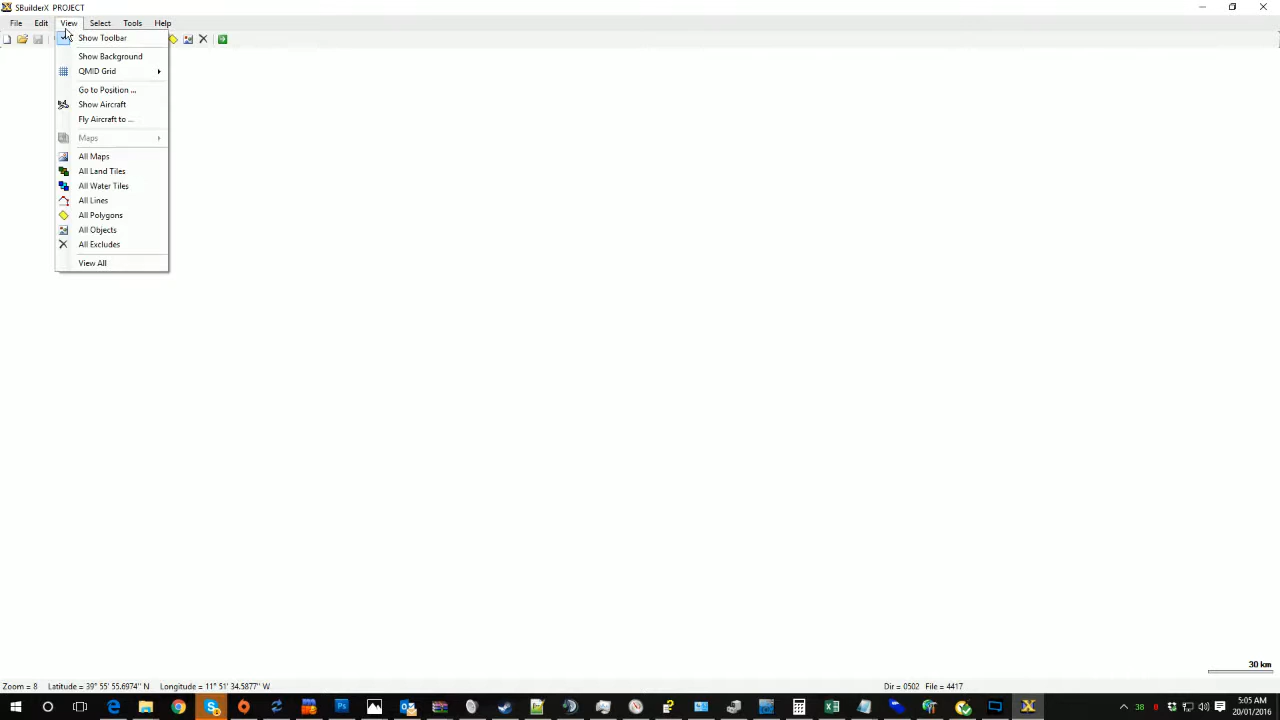 SBuilderX PROJECT
File Edit View Select Tools Help
Show Toolbar
Show Background
QMID Grid
Go to Position ...
Show Aircraft
Fly Aircraft to ...
Maps
All Maps
All Land Tiles
All Water Tiles
All Lines
All Polygons
All Objects
All Excludes
View All
30 km
Zoom = 8 Latitude = 39° 55' 55.6974'' N Longitude = 11° 51' 34.5877'' W Dir = 0502 File = 4417
38 0 5:05 AM
20/01/2016